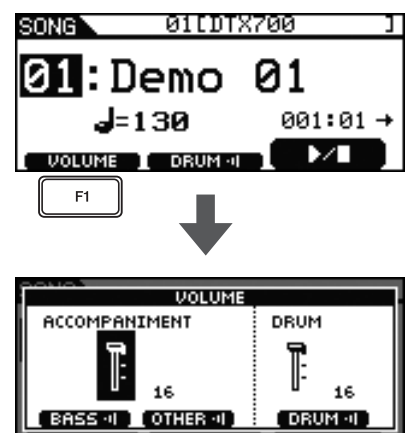 SONG 01[DTX700 ]
01:Demo 01
♩=130 001:01→
VOLUME DRUM
F1
VOLUME
ACCOMPANIMENT DRUM
16 16
BASS OTHER DRUM